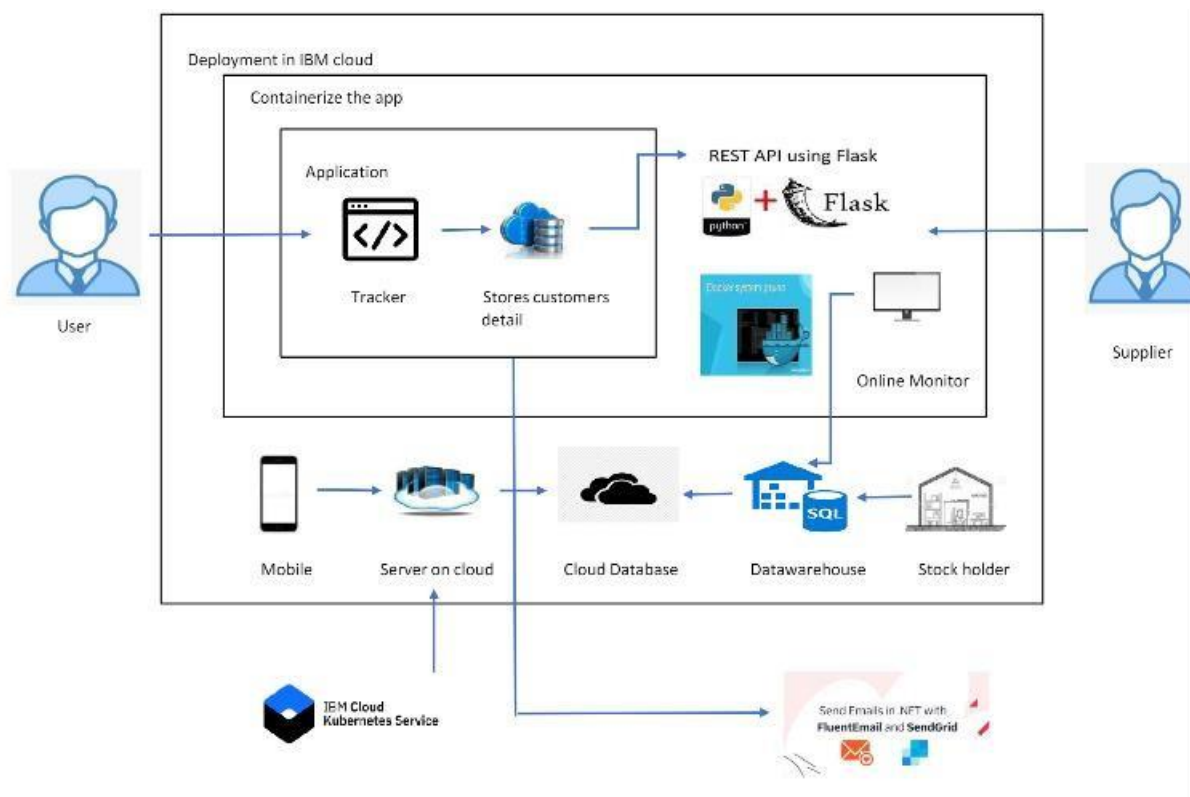 Deployment in IBM cloud
Containerize the app
Application
REST API using Flask
python
Flask
Tracker
Stores customers
detail
User
Online Monitor
Supplier
SQL
Mobile
Server on cloud
Cloud Database
Datawarehouse
Stock holder
IBM Cloud
Kubernetes Service
Send Emails in .NET with
FluentEmail and SendGrid